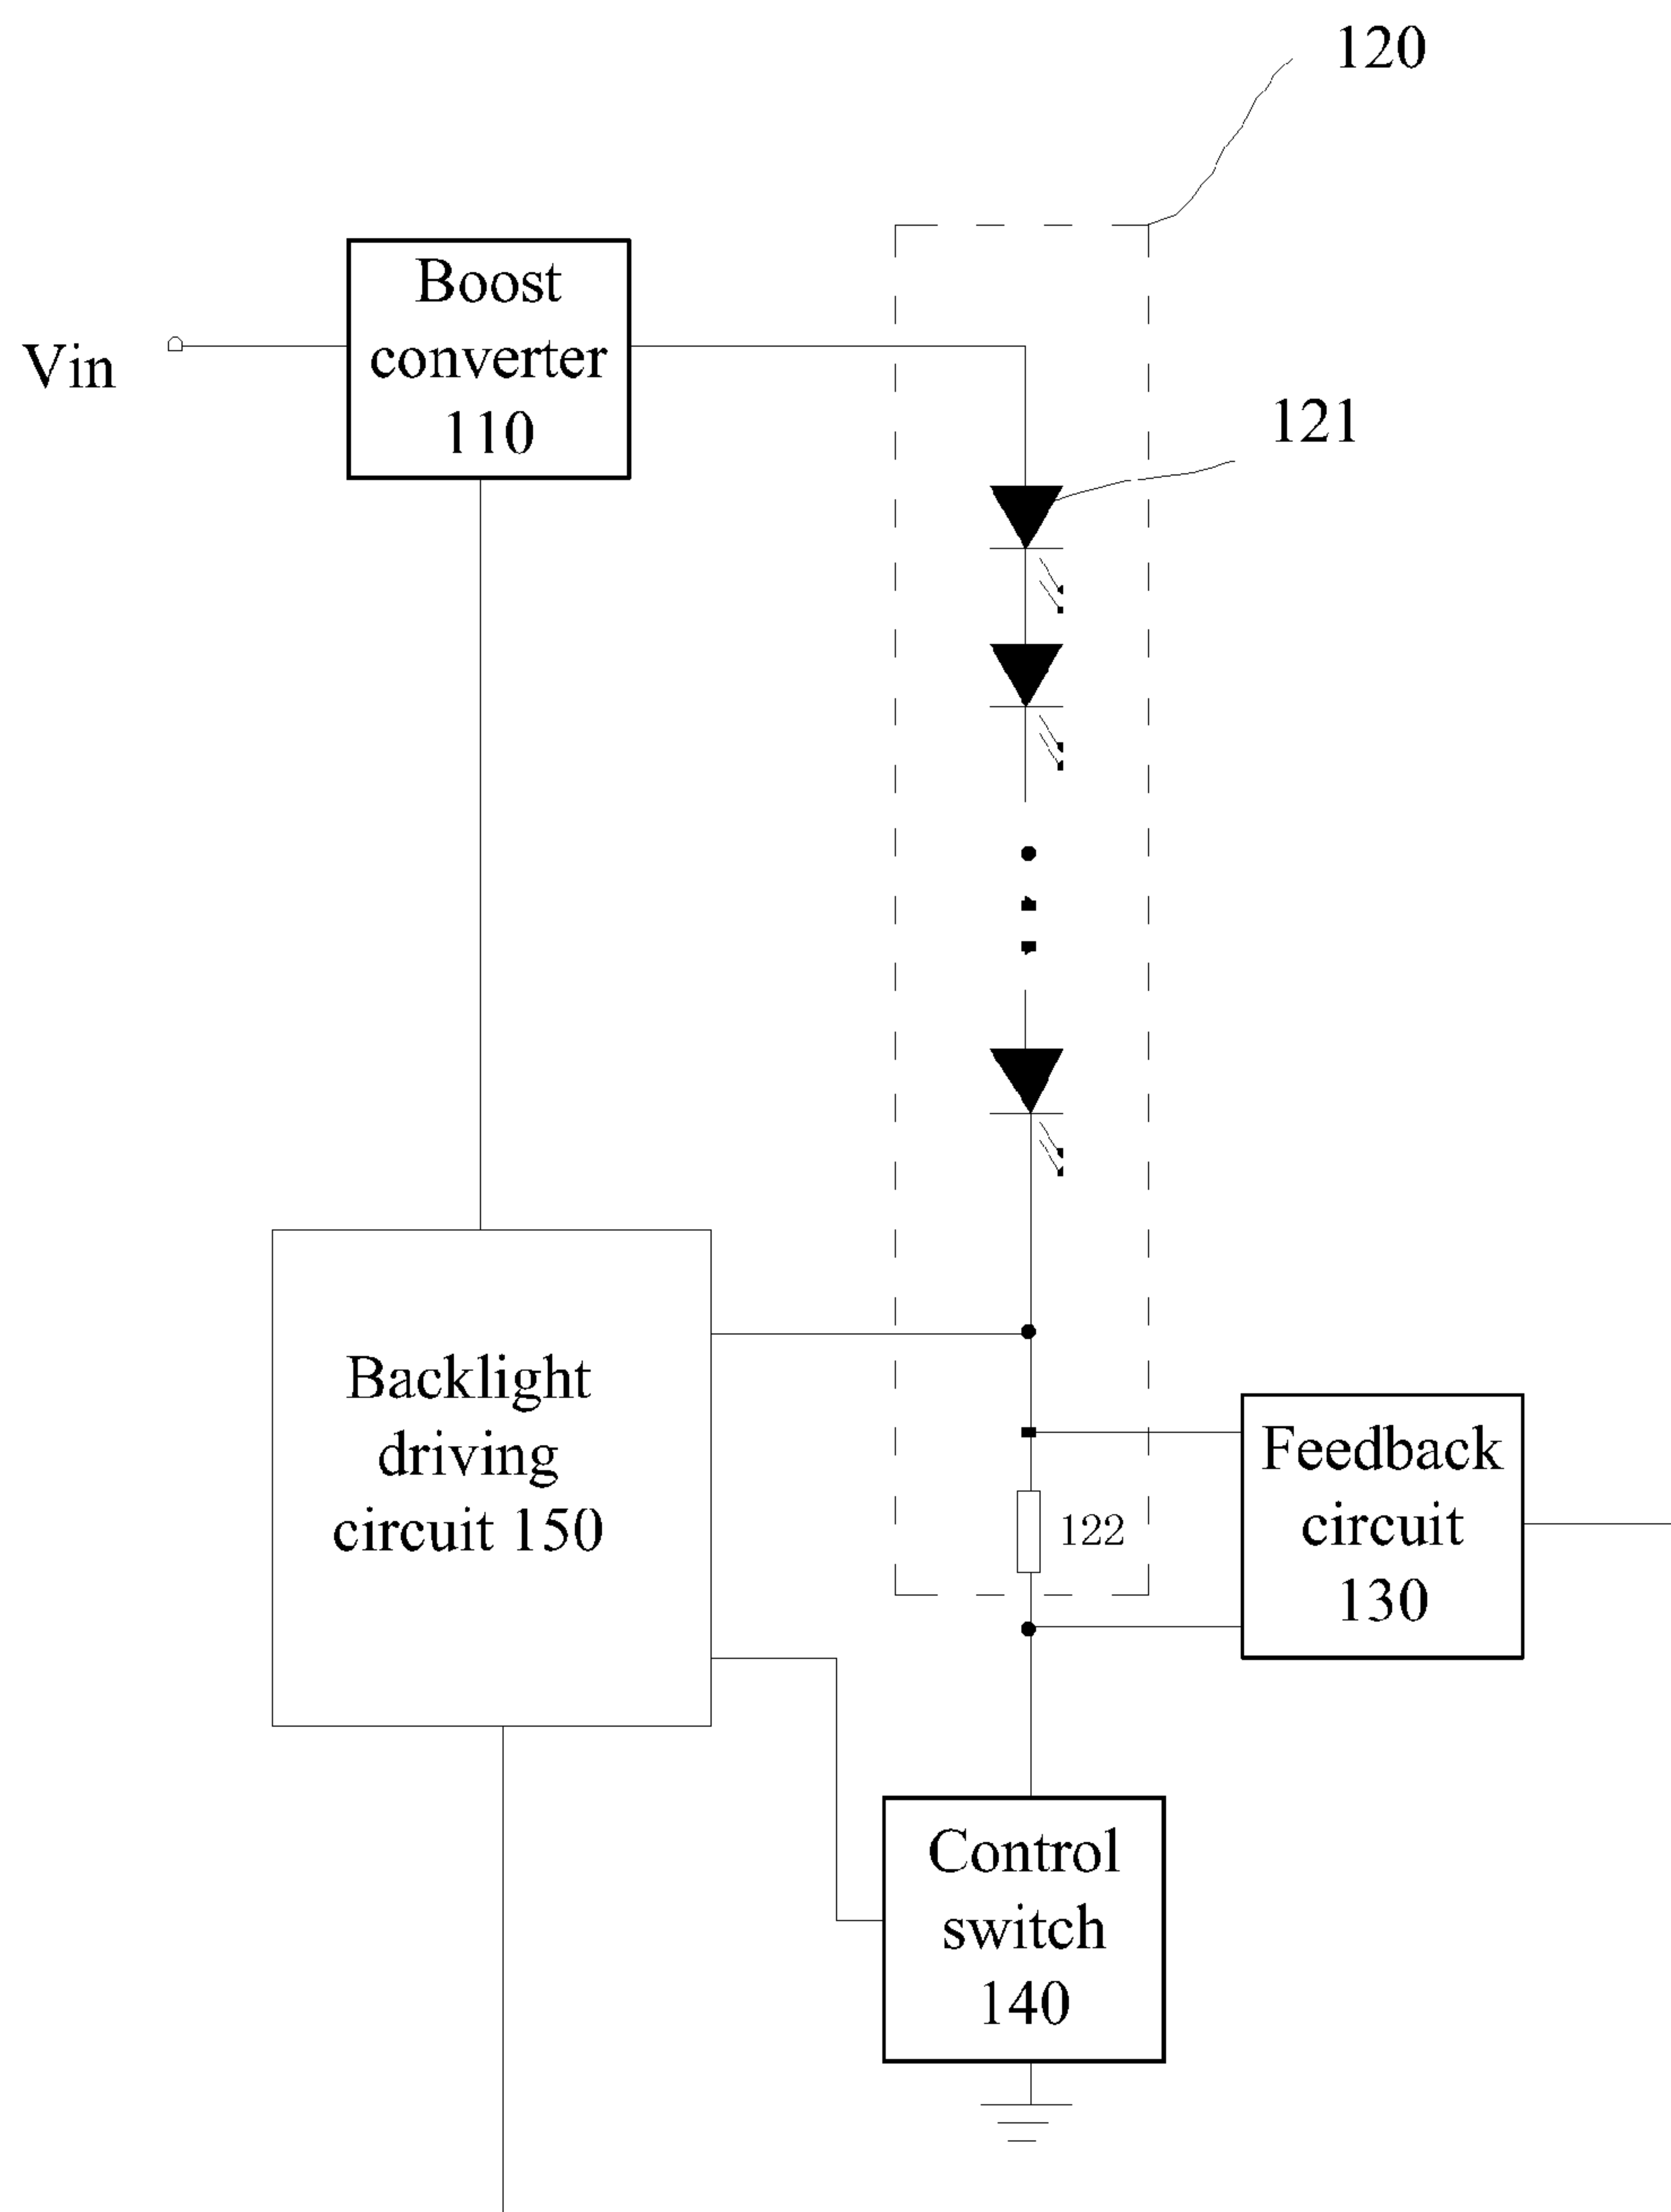 120
Boost
converter
110
Vin
121
Backlight
driving
circuit 150
Feedback
circuit
130
122
Control
switch
140